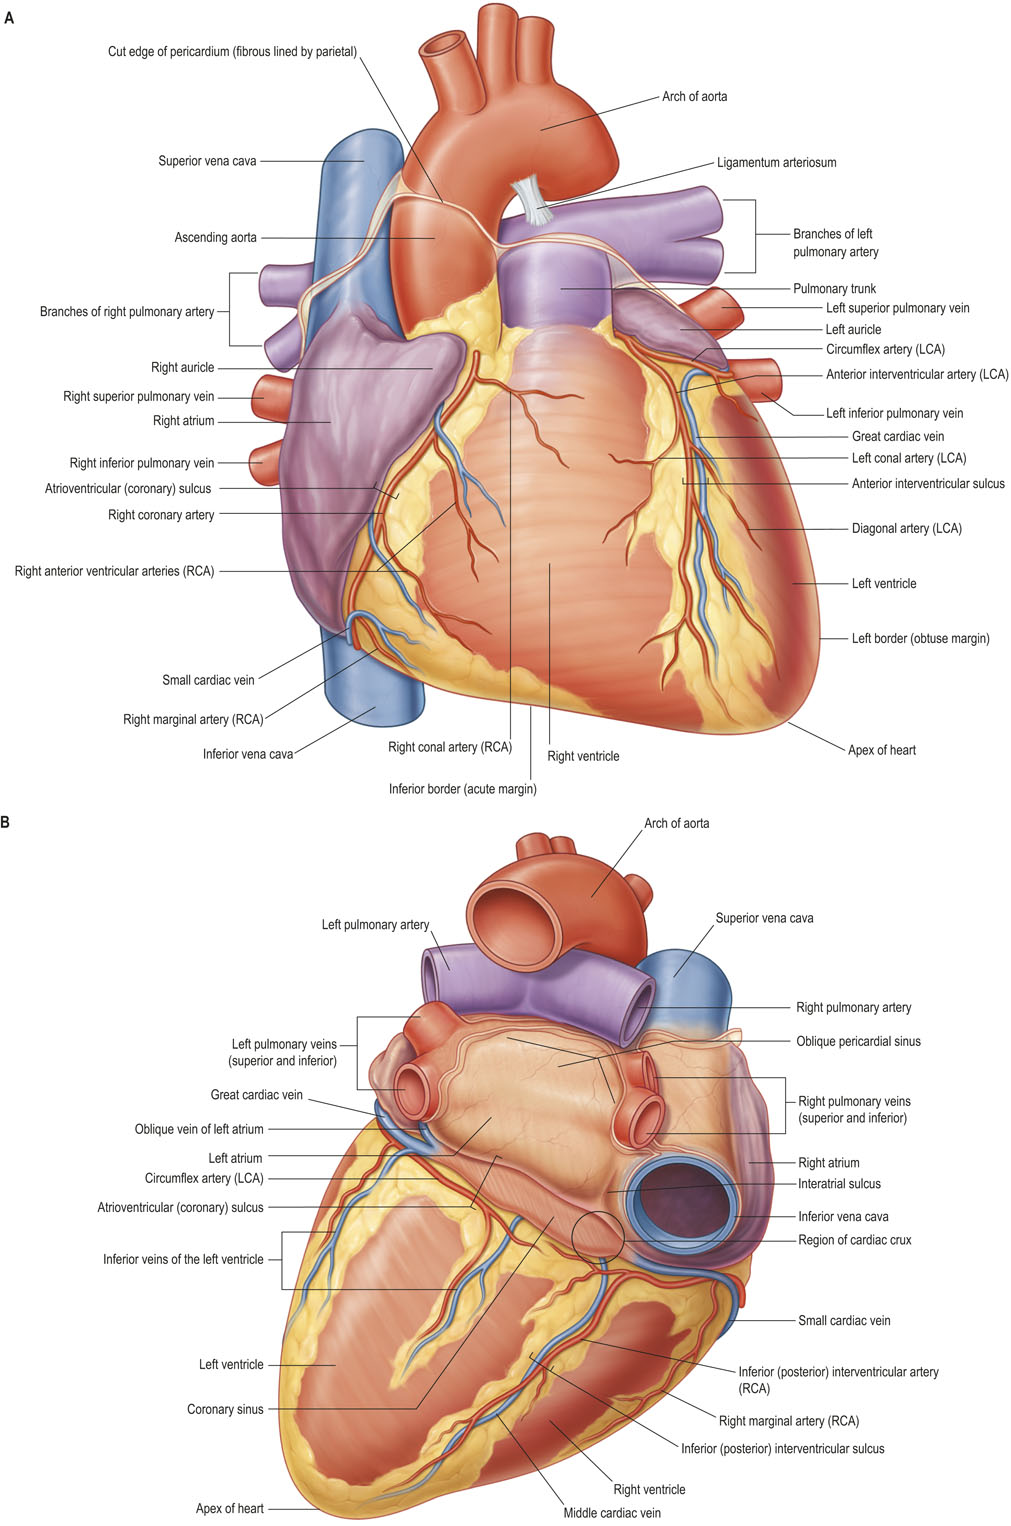 A
Cut edge of pericardium (fibrous lined by parietal)
Arch of aorta
Superior vena cava
Ligamentum arteriosum
Ascending aorta
Branches of left
pulmonary artery
Pulmonary trunk
Branches of right pulmonary artery
Left superior pulmonary vein
Left auricle
Circumflex artery (LCA)
Right auricle
Anterior interventricular artery (LCA)
Right superior pulmonary vein
Left inferior pulmonary vein
Right atrium
Great cardiac vein
Left conal artery (LCA)
Right inferior pulmonary vein
Anterior interventricular sulcus
Atrioventricular (coronary) sulcus
Right coronary artery
Diagonal artery (LCA)
Right anterior ventricular arteries (RCA)
Left ventricle
Left border (obtuse margin)
Small cardiac vein
Right marginal artery (RCA)
Inferior vena cava
Right conal artery (RCA)
Right ventricle
Apex of heart
Inferior border (acute margin)
B
Arch of aorta
Left pulmonary artery
Superior vena cava
Right pulmonary artery
Left pulmonary veins
(superior and inferior)
Oblique pericardial sinus
Great cardiac vein
Right pulmonary veins
(superior and inferior)
Oblique vein of left atrium
Left atrium
Right atrium
Circumflex artery (LCA)
Interatrial sulcus
Atrioventricular (coronary) sulcus
Inferior vena cava
Region of cardiac crux
Inferior veins of the left ventricle
Small cardiac vein
Left ventricle
Inferior (posterior) interventricular artery
(RCA)
Coronary sinus
Right marginal artery (RCA)
Inferior (posterior) interventricular sulcus
Right ventricle
Apex of heart
Middle cardiac vein